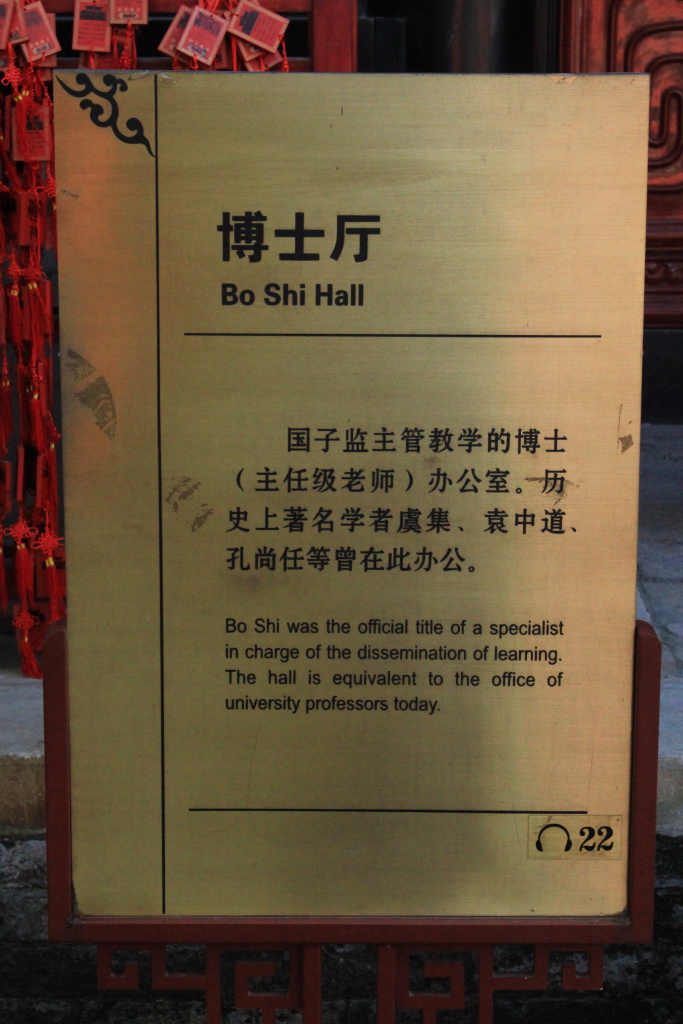 博士厅
Bo Shi Hall
国子监主管教学的博士
（主任级老师）办公室。历
史上著名学者虞集、袁中道、
孔尚任等曾在此办公。
Bo Shi was the official title of a specialist
in charge of the dissemination of learning.
The hall is equivalent to the office of
university professors today.
22